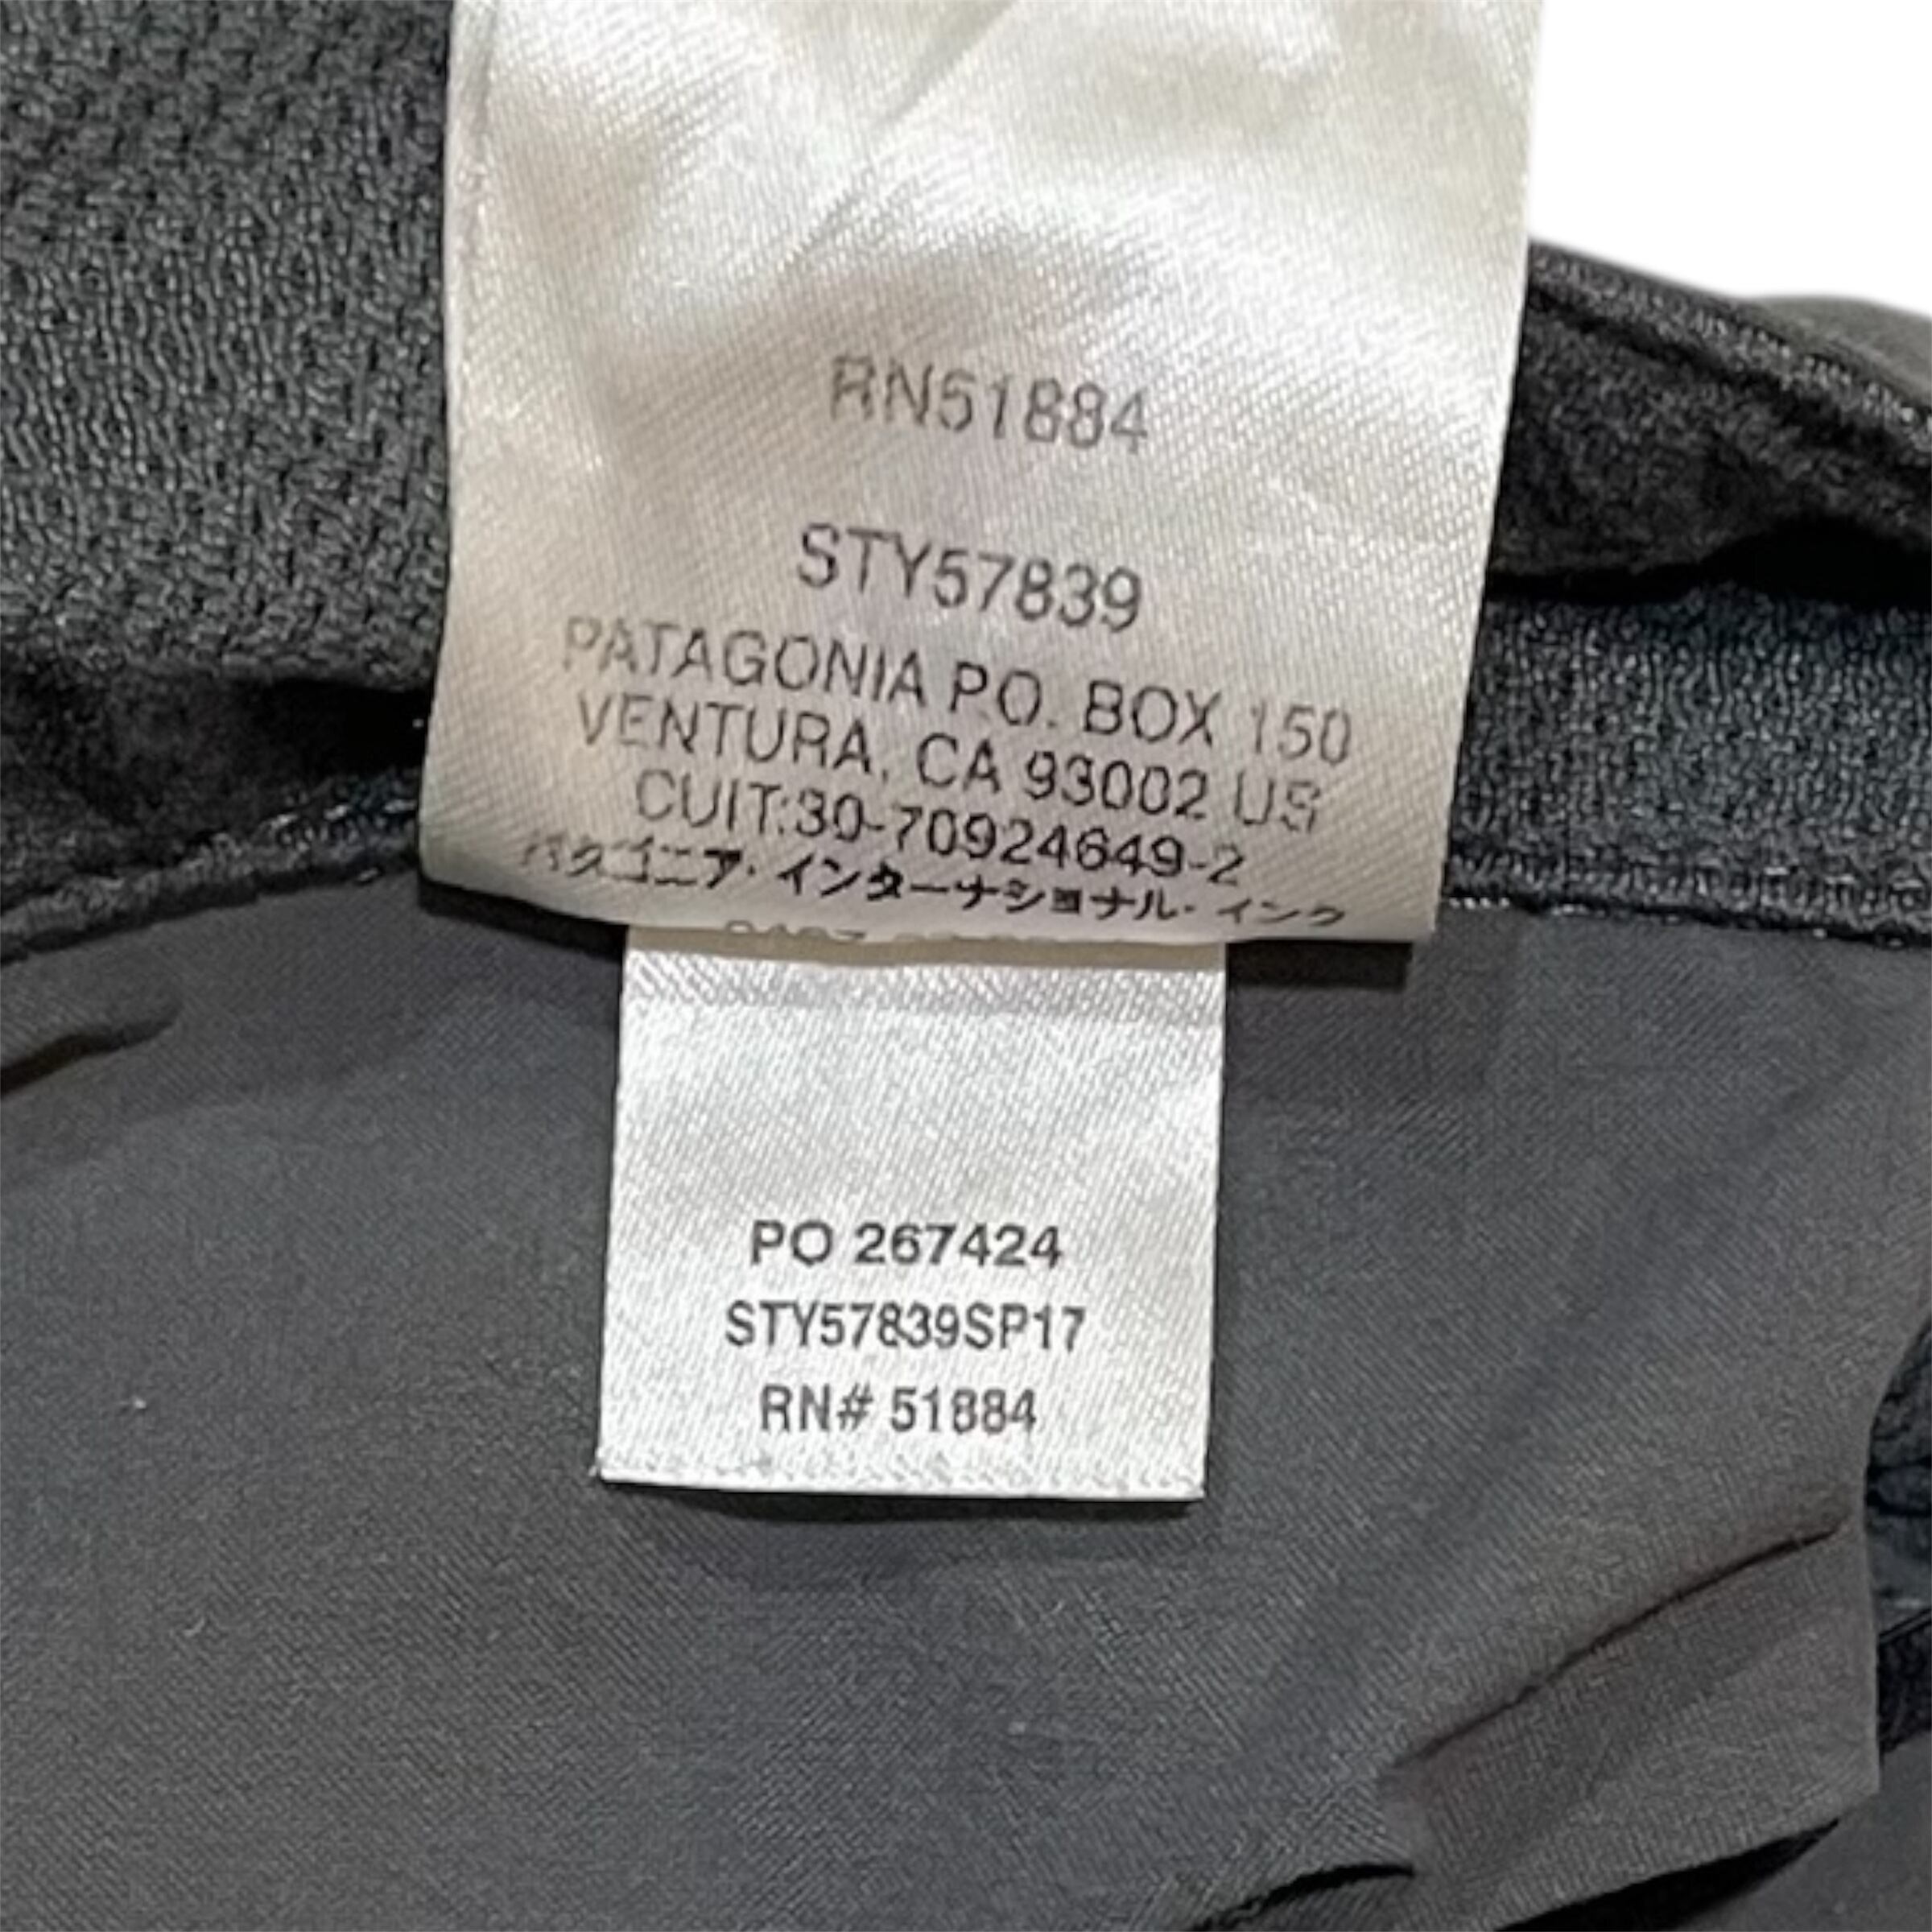 RN51884
STY57839
PATAGONIA P.O. BOX 150
VENTURA, CA 93002 US
CUIT:30-70924649-2
パタゴニア・インターナショナル・インク
PO 267424
STY57839SP17
RN# 51884